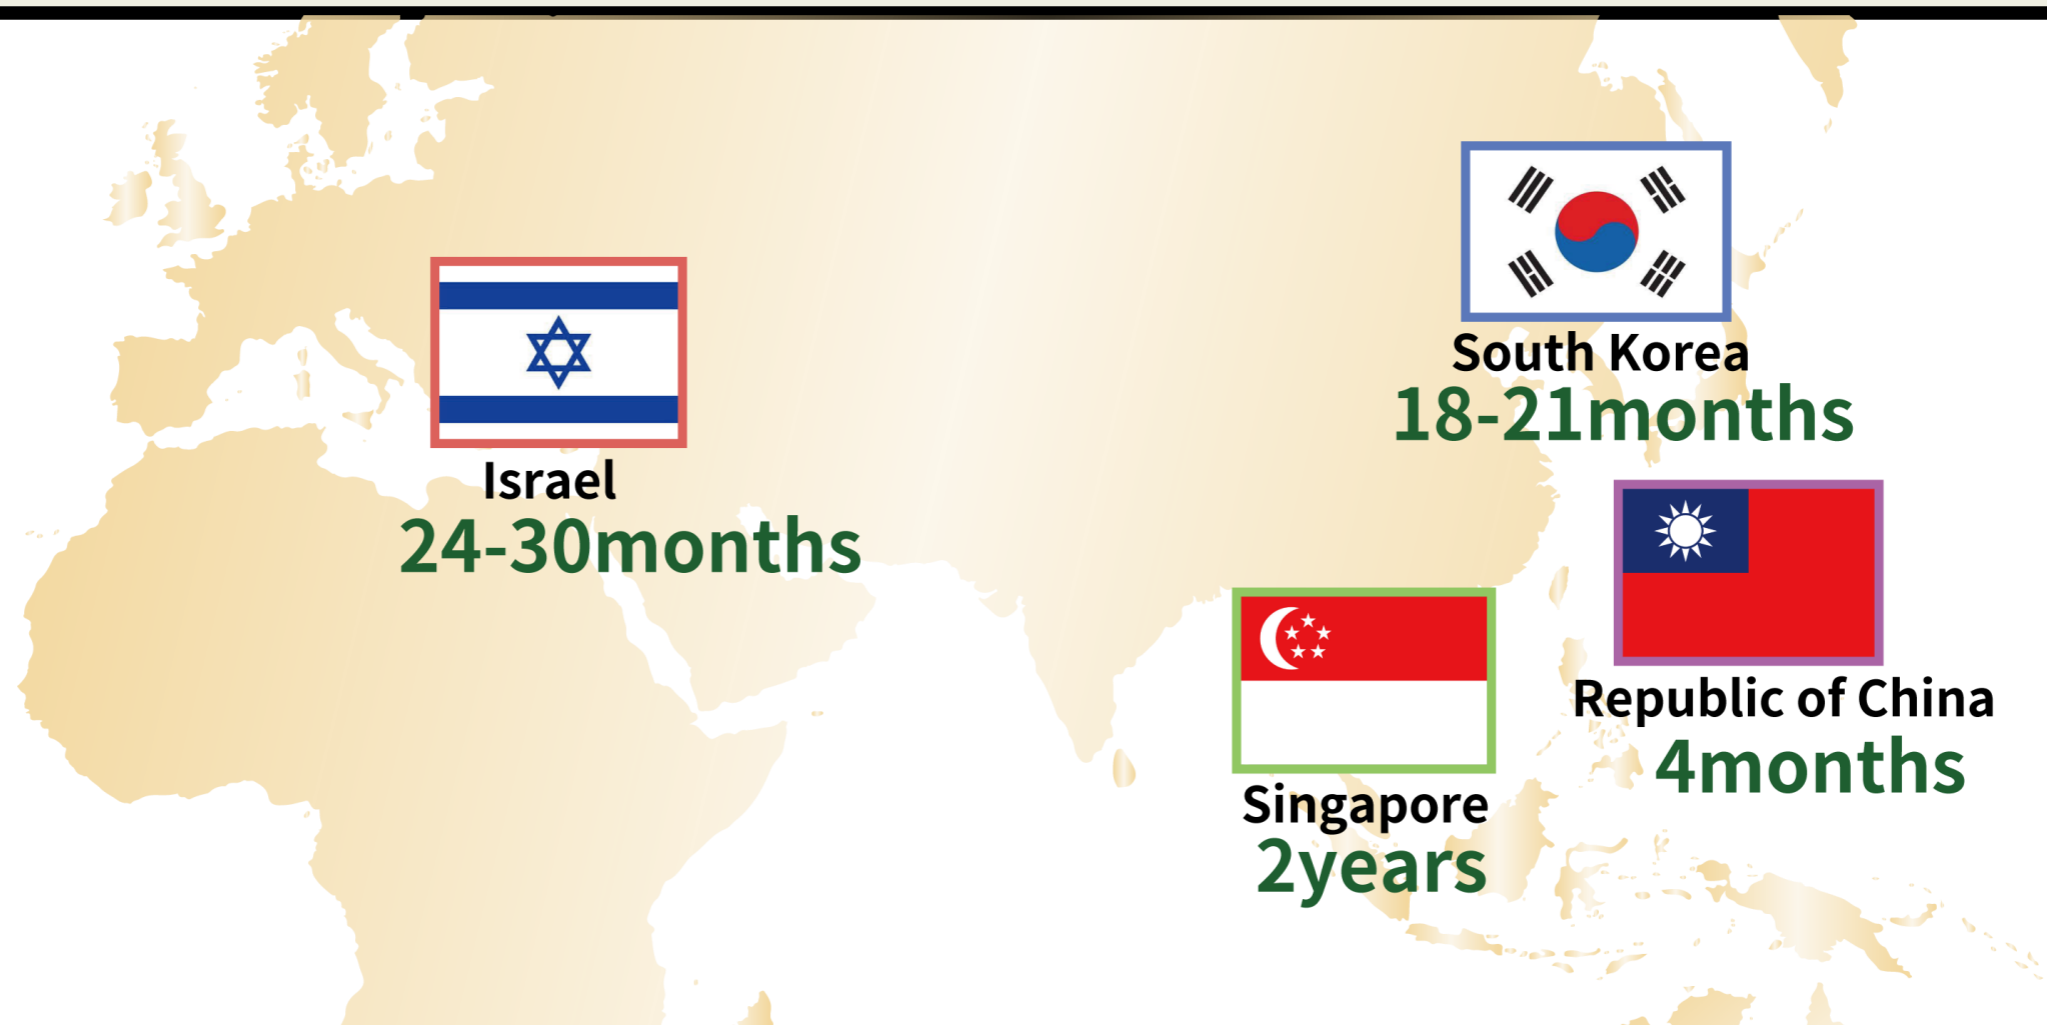 South Korea
18-21months
Israel
24-30months
Republic of China
4months
Singapore
2years